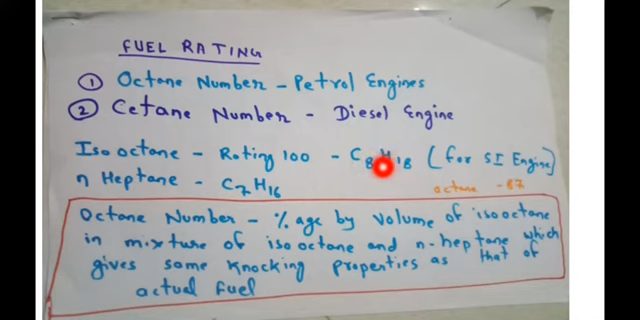 FUEL RATING
① Octane Number - Petrol Engines
② Cetane Number - Diesel Engine
Iso octane - Rating 100 - C8H18 (for SI Engine)
n Heptane - C7H16 octane - 87
Octane Number - % age by volume of iso octane
in mixture of iso octane and n-heptane which
gives some knocking properties as that of
actual fuel